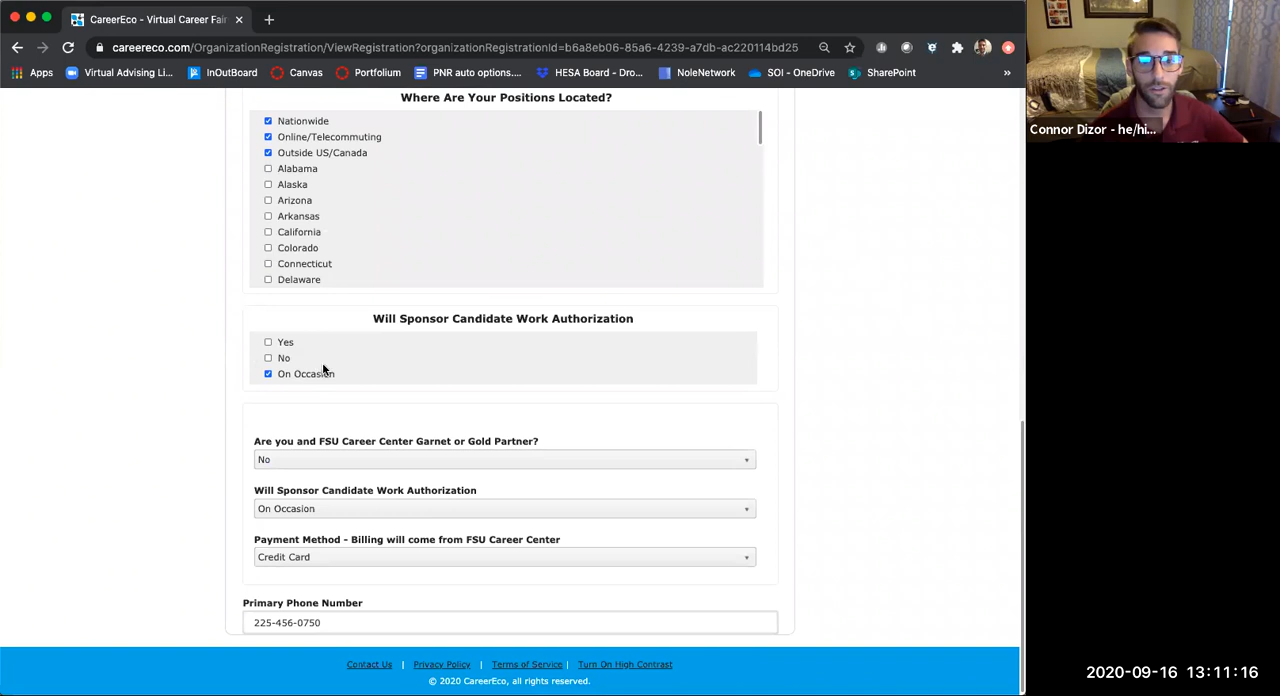 CareerEco - Virtual Career Fair
careereco.com/OrganizationRegistration/ViewRegistration?organizationRegistrationId=b6a8eb06-85a6-4239-a7db-ac220114bd25
Apps Virtual Advising Li... InOutBoard Canvas Portfolium PNR auto options.... HESA Board - Dro... NoleNetwork SOI - OneDrive SharePoint »
Connor Dizor - he/hi...
Where Are Your Positions Located?
Nationwide
Online/Telecommuting
Outside US/Canada
Alabama
Alaska
Arizona
Arkansas
California
Colorado
Connecticut
Delaware
Will Sponsor Candidate Work Authorization
Yes
No
On Occasion
Are you and FSU Career Center Garnet or Gold Partner?
No
Will Sponsor Candidate Work Authorization
On Occasion
Payment Method - Billing will come from FSU Career Center
Credit Card
Primary Phone Number
225-456-0750
Contact Us | Privacy Policy | Terms of Service | Turn On High Contrast
© 2020 CareerEco, all rights reserved.
2020-09-16 13:11:16